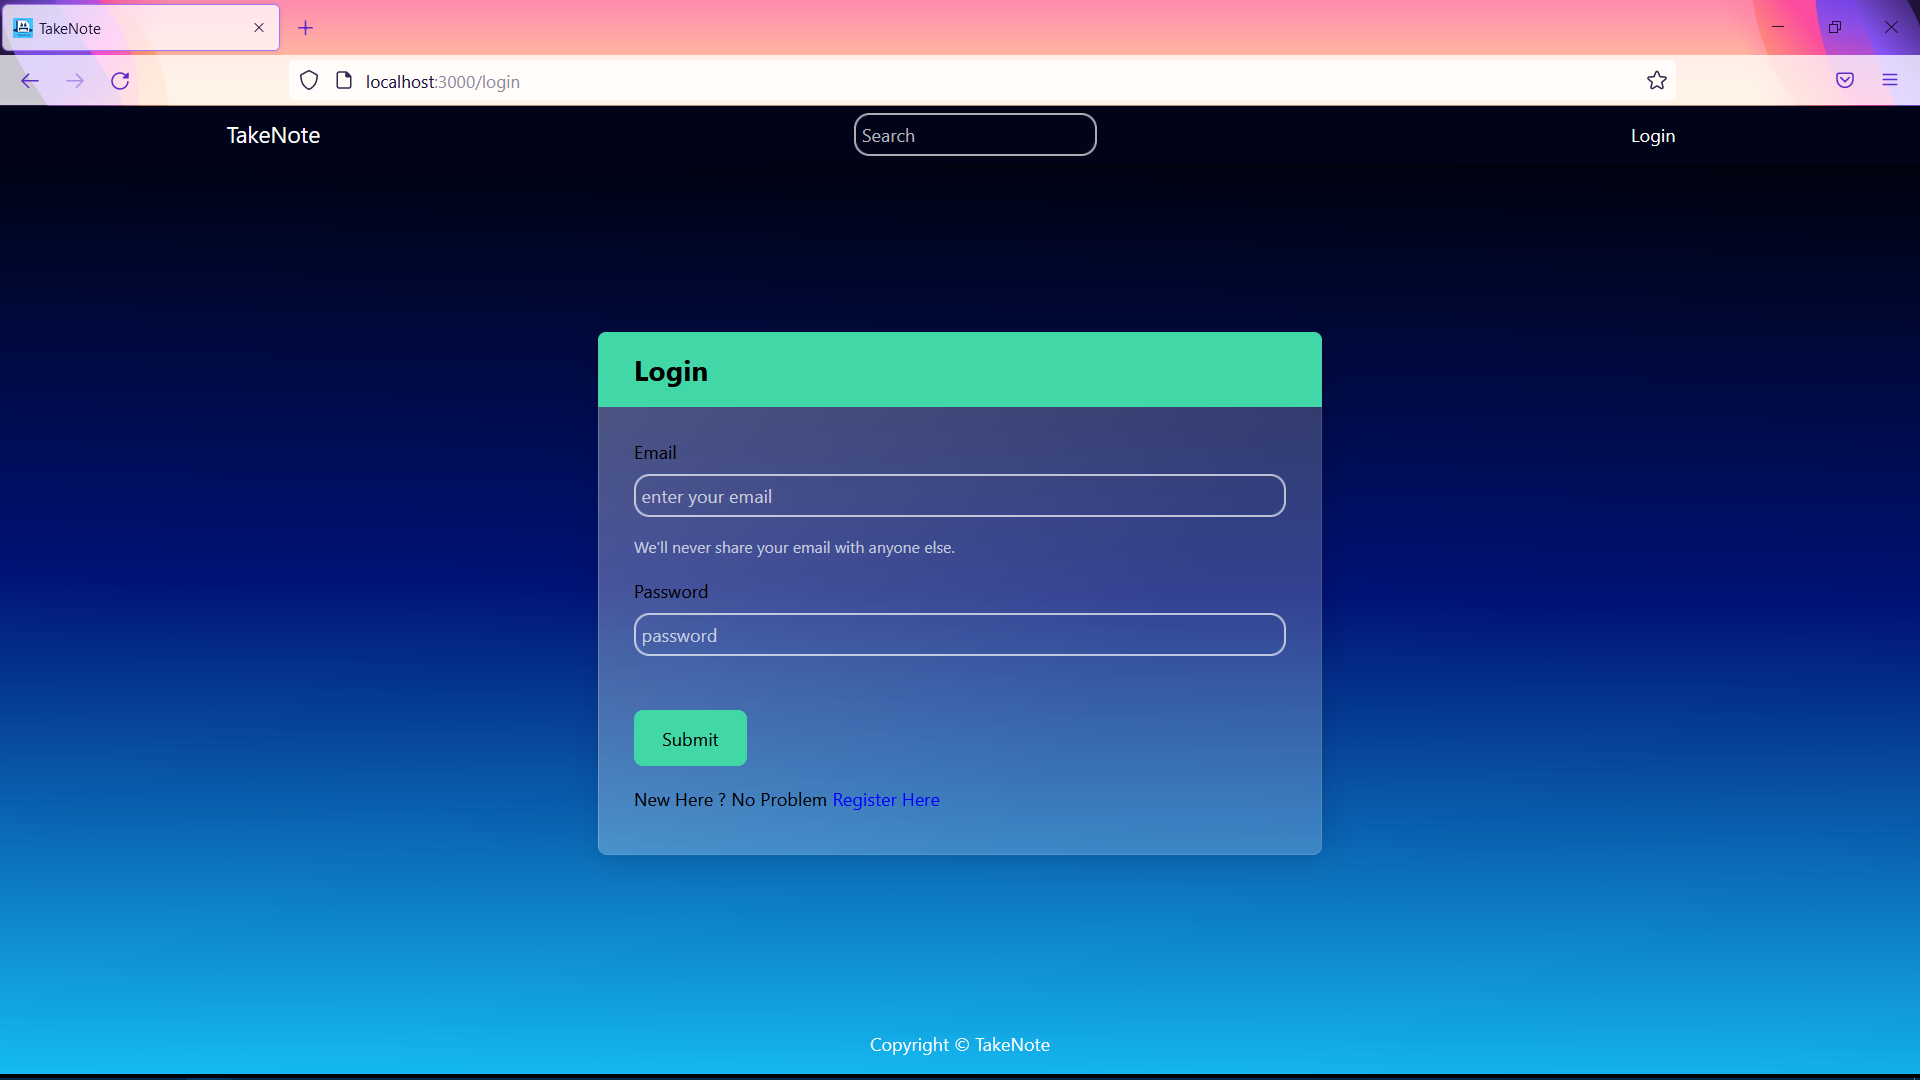 TakeNote
localhost:3000/login
TakeNote
Search
Login
Login
Email
enter your email
We'll never share your email with anyone else.
Password
password
Submit
New Here ? No Problem Register Here
Copyright © TakeNote